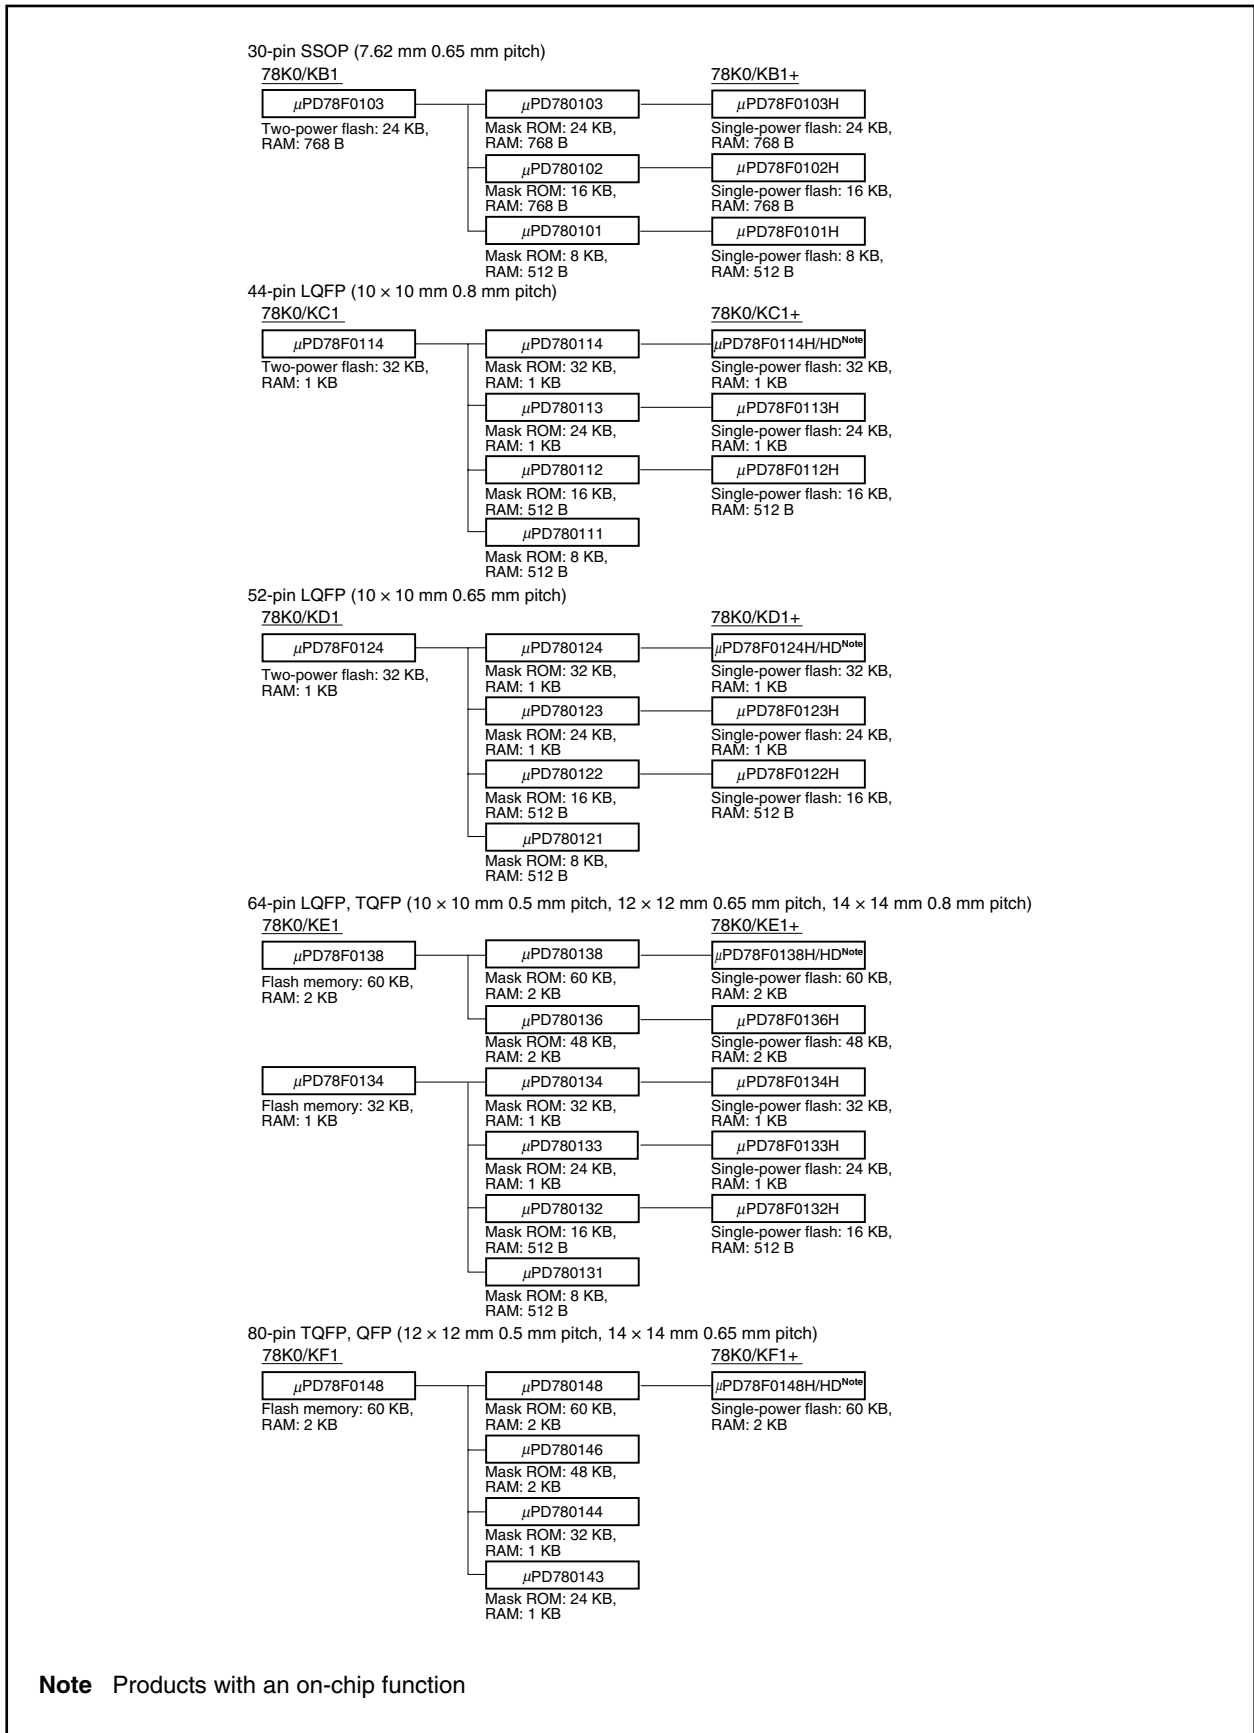 30-pin SSOP (7.62 mm 0.65 mm pitch)
78K0/KB1 78K0/KB1+
μPD78F0103 μPD780103 μPD78F0103H
Two-power flash: 24 KB, Mask ROM: 24 KB, Single-power flash: 24 KB,
RAM: 768 B RAM: 768 B RAM: 768 B
μPD780102 μPD78F0102H
Mask ROM: 16 KB, Single-power flash: 16 KB,
RAM: 768 B RAM: 768 B
μPD780101 μPD78F0101H
Mask ROM: 8 KB, Single-power flash: 8 KB,
RAM: 512 B RAM: 512 B
44-pin LQFP (10 × 10 mm 0.8 mm pitch)
78K0/KC1 78K0/KC1+
μPD78F0114 μPD780114 μPD78F0114H/HDNote
Two-power flash: 32 KB, Mask ROM: 32 KB, Single-power flash: 32 KB,
RAM: 1 KB RAM: 1 KB RAM: 1 KB
μPD780113 μPD78F0113H
Mask ROM: 24 KB, Single-power flash: 24 KB,
RAM: 1 KB RAM: 1 KB
μPD780112 μPD78F0112H
Mask ROM: 16 KB, Single-power flash: 16 KB,
RAM: 512 B RAM: 512 B
μPD780111
Mask ROM: 8 KB,
RAM: 512 B
52-pin LQFP (10 × 10 mm 0.65 mm pitch)
78K0/KD1 78K0/KD1+
μPD78F0124 μPD780124 μPD78F0124H/HDNote
Two-power flash: 32 KB, Mask ROM: 32 KB, Single-power flash: 32 KB,
RAM: 1 KB RAM: 1 KB RAM: 1 KB
μPD780123 μPD78F0123H
Mask ROM: 24 KB, Single-power flash: 24 KB,
RAM: 1 KB RAM: 1 KB
μPD780122 μPD78F0122H
Mask ROM: 16 KB, Single-power flash: 16 KB,
RAM: 512 B RAM: 512 B
μPD780121
Mask ROM: 8 KB,
RAM: 512 B
64-pin LQFP, TQFP (10 × 10 mm 0.5 mm pitch, 12 × 12 mm 0.65 mm pitch, 14 × 14 mm 0.8 mm pitch)
78K0/KE1 78K0/KE1+
μPD78F0138 μPD780138 μPD78F0138H/HDNote
Flash memory: 60 KB, Mask ROM: 60 KB, Single-power flash: 60 KB,
RAM: 2 KB RAM: 2 KB RAM: 2 KB
μPD780136 μPD78F0136H
Mask ROM: 48 KB, Single-power flash: 48 KB,
RAM: 2 KB RAM: 2 KB
μPD78F0134 μPD780134 μPD78F0134H
Flash memory: 32 KB, Mask ROM: 32 KB, Single-power flash: 32 KB,
RAM: 1 KB RAM: 1 KB RAM: 1 KB
μPD780133 μPD78F0133H
Mask ROM: 24 KB, Single-power flash: 24 KB,
RAM: 1 KB RAM: 1 KB
μPD780132 μPD78F0132H
Mask ROM: 16 KB, Single-power flash: 16 KB,
RAM: 512 B RAM: 512 B
μPD780131
Mask ROM: 8 KB,
RAM: 512 B
80-pin TQFP, QFP (12 × 12 mm 0.5 mm pitch, 14 × 14 mm 0.65 mm pitch)
78K0/KF1 78K0/KF1+
μPD78F0148 μPD780148 μPD78F0148H/HDNote
Flash memory: 60 KB, Mask ROM: 60 KB, Single-power flash: 60 KB,
RAM: 2 KB RAM: 2 KB RAM: 2 KB
μPD780146
Mask ROM: 48 KB,
RAM: 2 KB
μPD780144
Mask ROM: 32 KB,
RAM: 1 KB
μPD780143
Mask ROM: 24 KB,
RAM: 1 KB
Note Products with an on-chip function